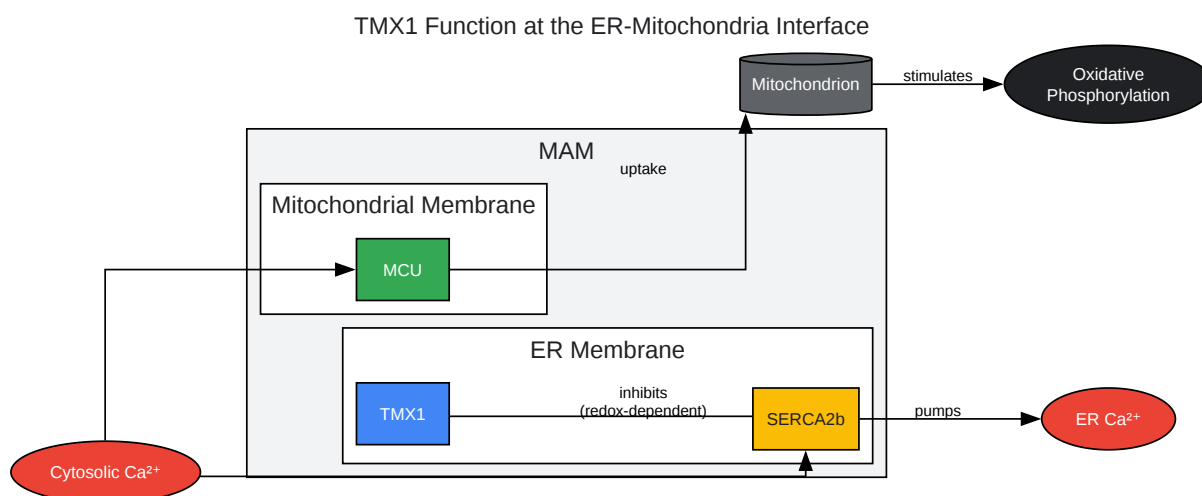 TMX1 Function at the ER-Mitochondria Interface
Mitochondrion
stimulates
Oxidative
Phosphorylation
MAM
uptake
Mitochondrial Membrane
MCU
ER Membrane
TMX1
inhibits
(redox-dependent)
SERCA2b
pumps
ER Ca²⁺
Cytosolic Ca²⁺